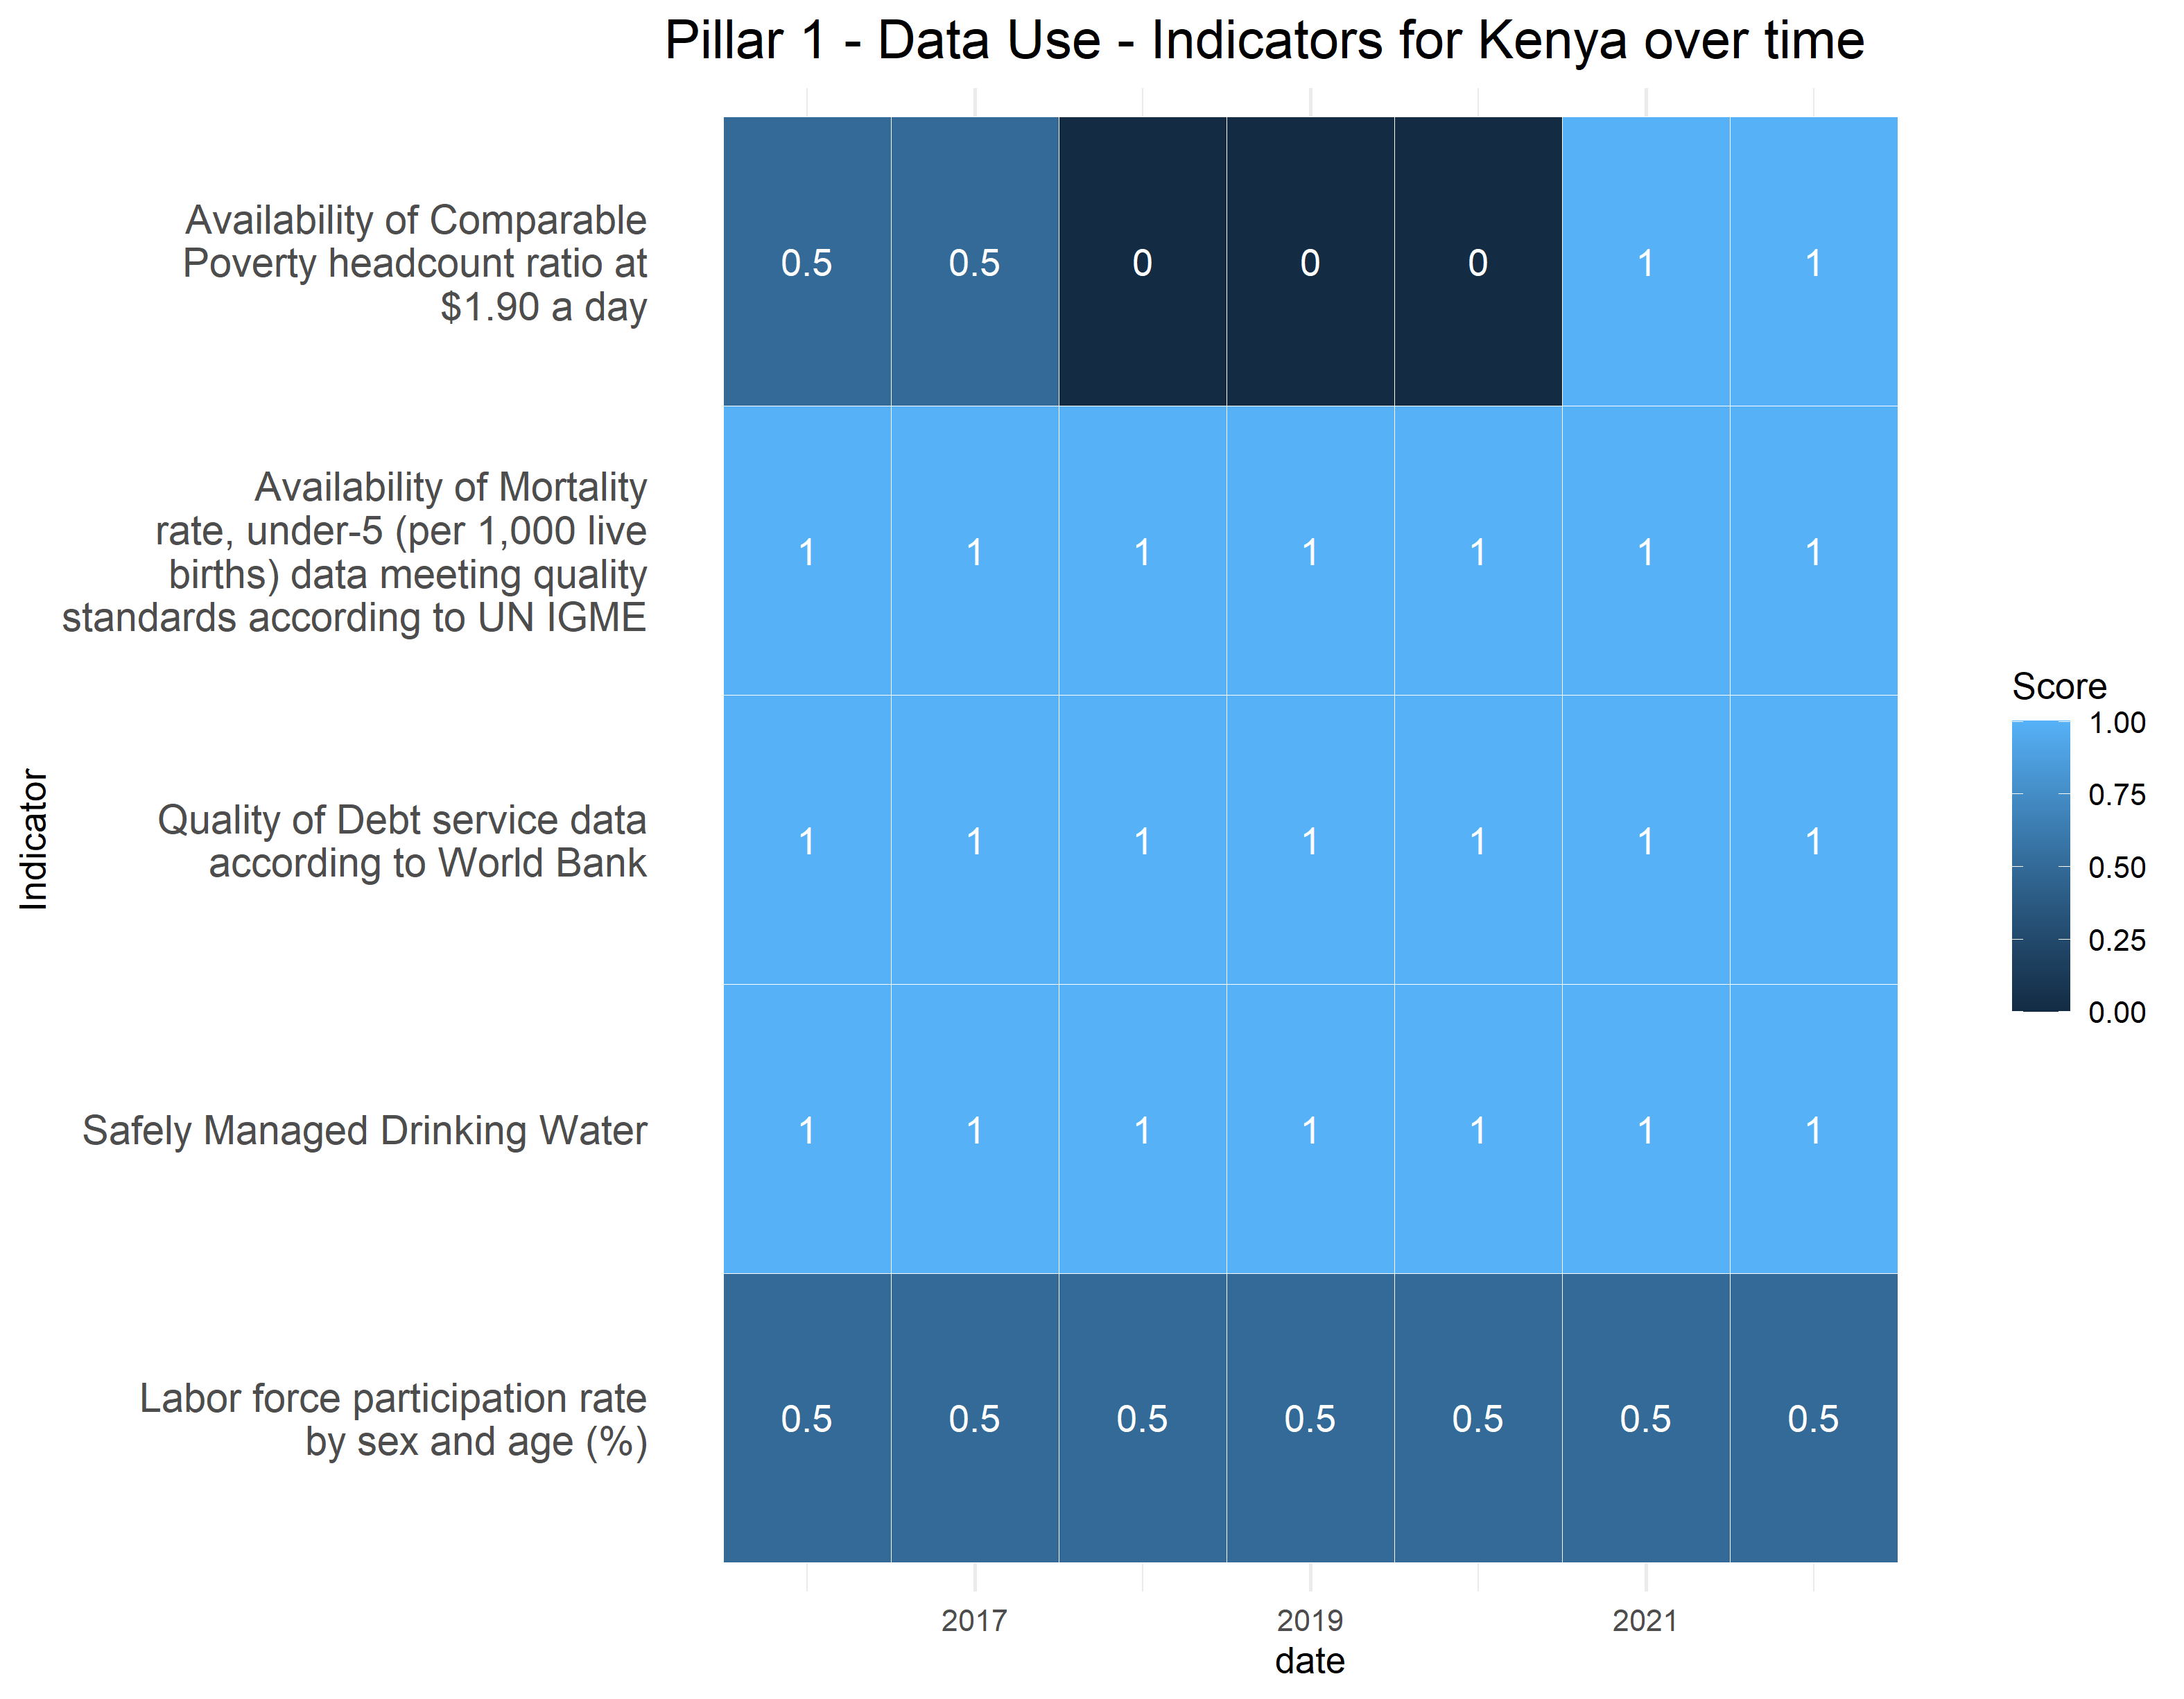 Pillar 1 - Data Use - Indicators for Kenya over time
Indicator
Availability of Comparable
Poverty headcount ratio at
$1.90 a day
0.5 0.5 0 0 0 1 1
Availability of Mortality
rate, under-5 (per 1,000 live
births) data meeting quality
standards according to UN IGME
1 1 1 1 1 1 1
Quality of Debt service data
according to World Bank
1 1 1 1 1 1 1
Safely Managed Drinking Water
1 1 1 1 1 1 1
Labor force participation rate
by sex and age (%)
0.5 0.5 0.5 0.5 0.5 0.5 0.5
2017 2019 2021
date
Score
1.00
0.75
0.50
0.25
0.00